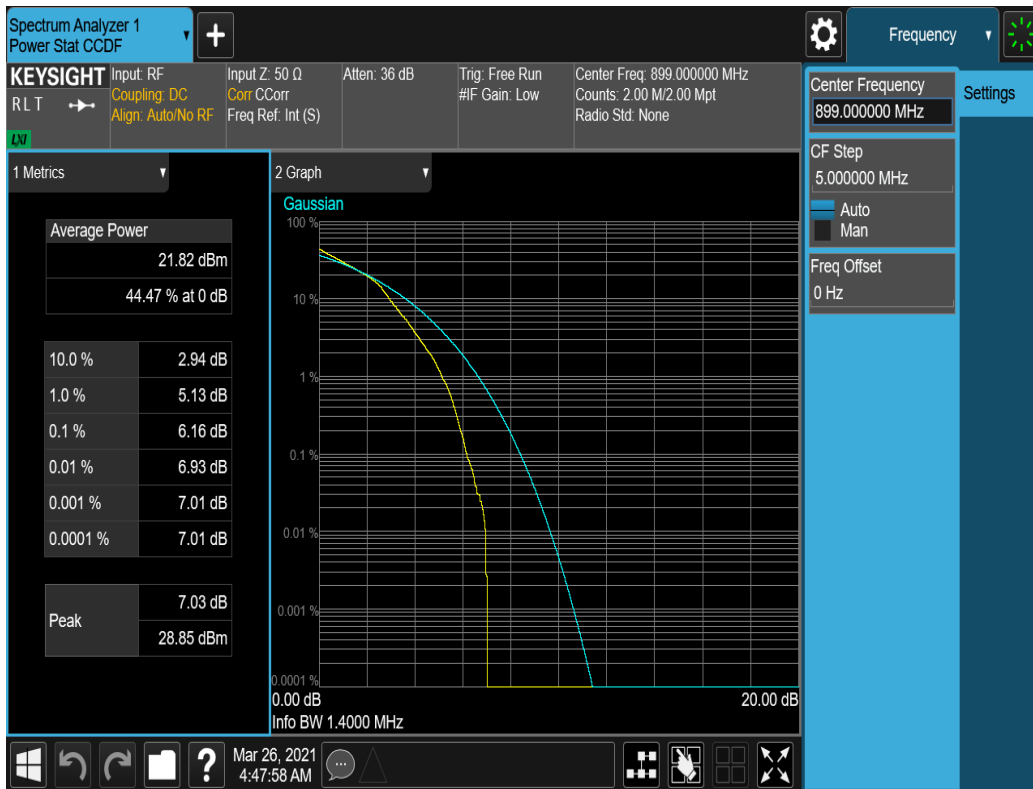 Spectrum Analyzer 1
Power Stat CCDF
+
Frequency
KEYSIGHT
RLT
LXI
Input: RF
Coupling: DC
Align: Auto/No RF
Input Z: 50 Ω
Corr CCorr
Freq Ref: Int (S)
Atten: 36 dB
Trig: Free Run
#IF Gain: Low
Center Freq: 899.000000 MHz
Counts: 2.00 M/2.00 Mpt
Radio Std: None
Center Frequency
899.000000 MHz
Settings
CF Step
5.000000 MHz
Auto
Man
Freq Offset
0 Hz
1 Metrics
Average Power
21.82 dBm
44.47 % at 0 dB
10.0 % 2.94 dB
1.0 % 5.13 dB
0.1 % 6.16 dB
0.01 % 6.93 dB
0.001 % 7.01 dB
0.0001 % 7.01 dB
Peak
7.03 dB
28.85 dBm
2 Graph
Gaussian
100 %
10 %
1 %
0.1 %
0.01 %
0.001 %
0.0001 %
0.00 dB
20.00 dB
Info BW 1.4000 MHz
?
Mar 26, 2021
4:47:58 AM